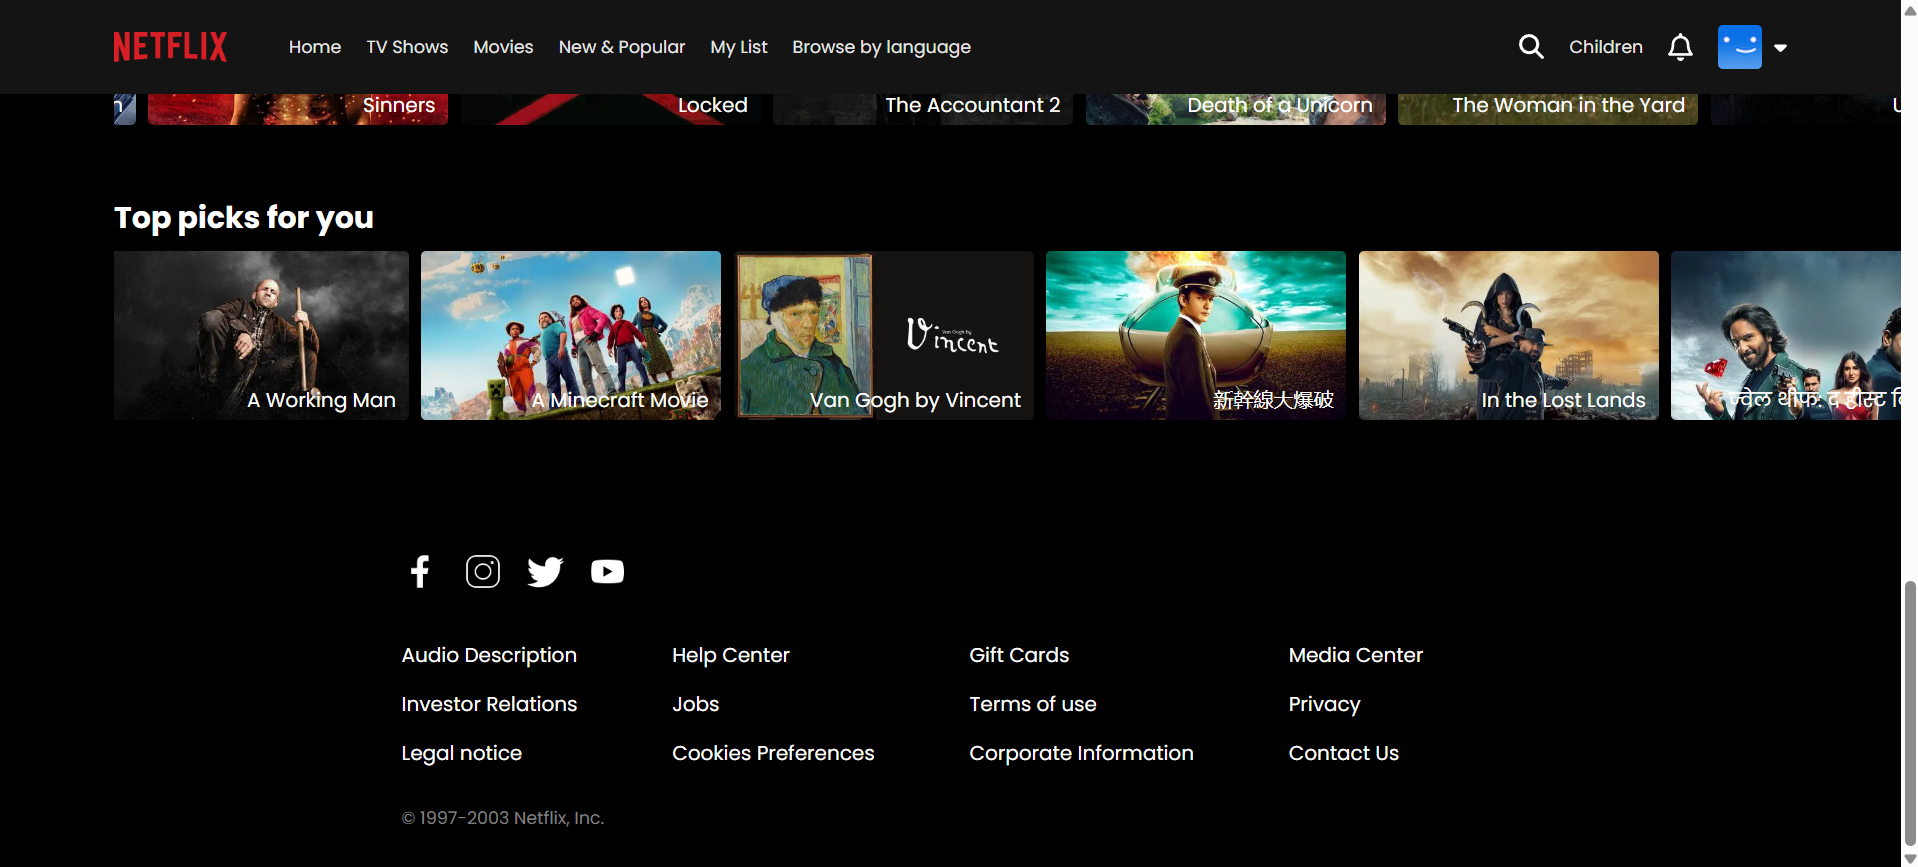 NETFLIX Home TV Shows Movies New & Popular My List Browse by language Children
Sinners Locked The Accountant 2 Death of a Unicorn The Woman in the Yard
Top picks for you
Vincent
A Working Man A Minecraft Movie Van Gogh by Vincent 新幹線大爆破 In the Lost Lands ज्वेल थीफ: द हीस्ट
Audio Description Help Center Gift Cards Media Center
Investor Relations Jobs Terms of use Privacy
Legal notice Cookies Preferences Corporate Information Contact Us
© 1997-2003 Netflix, Inc.